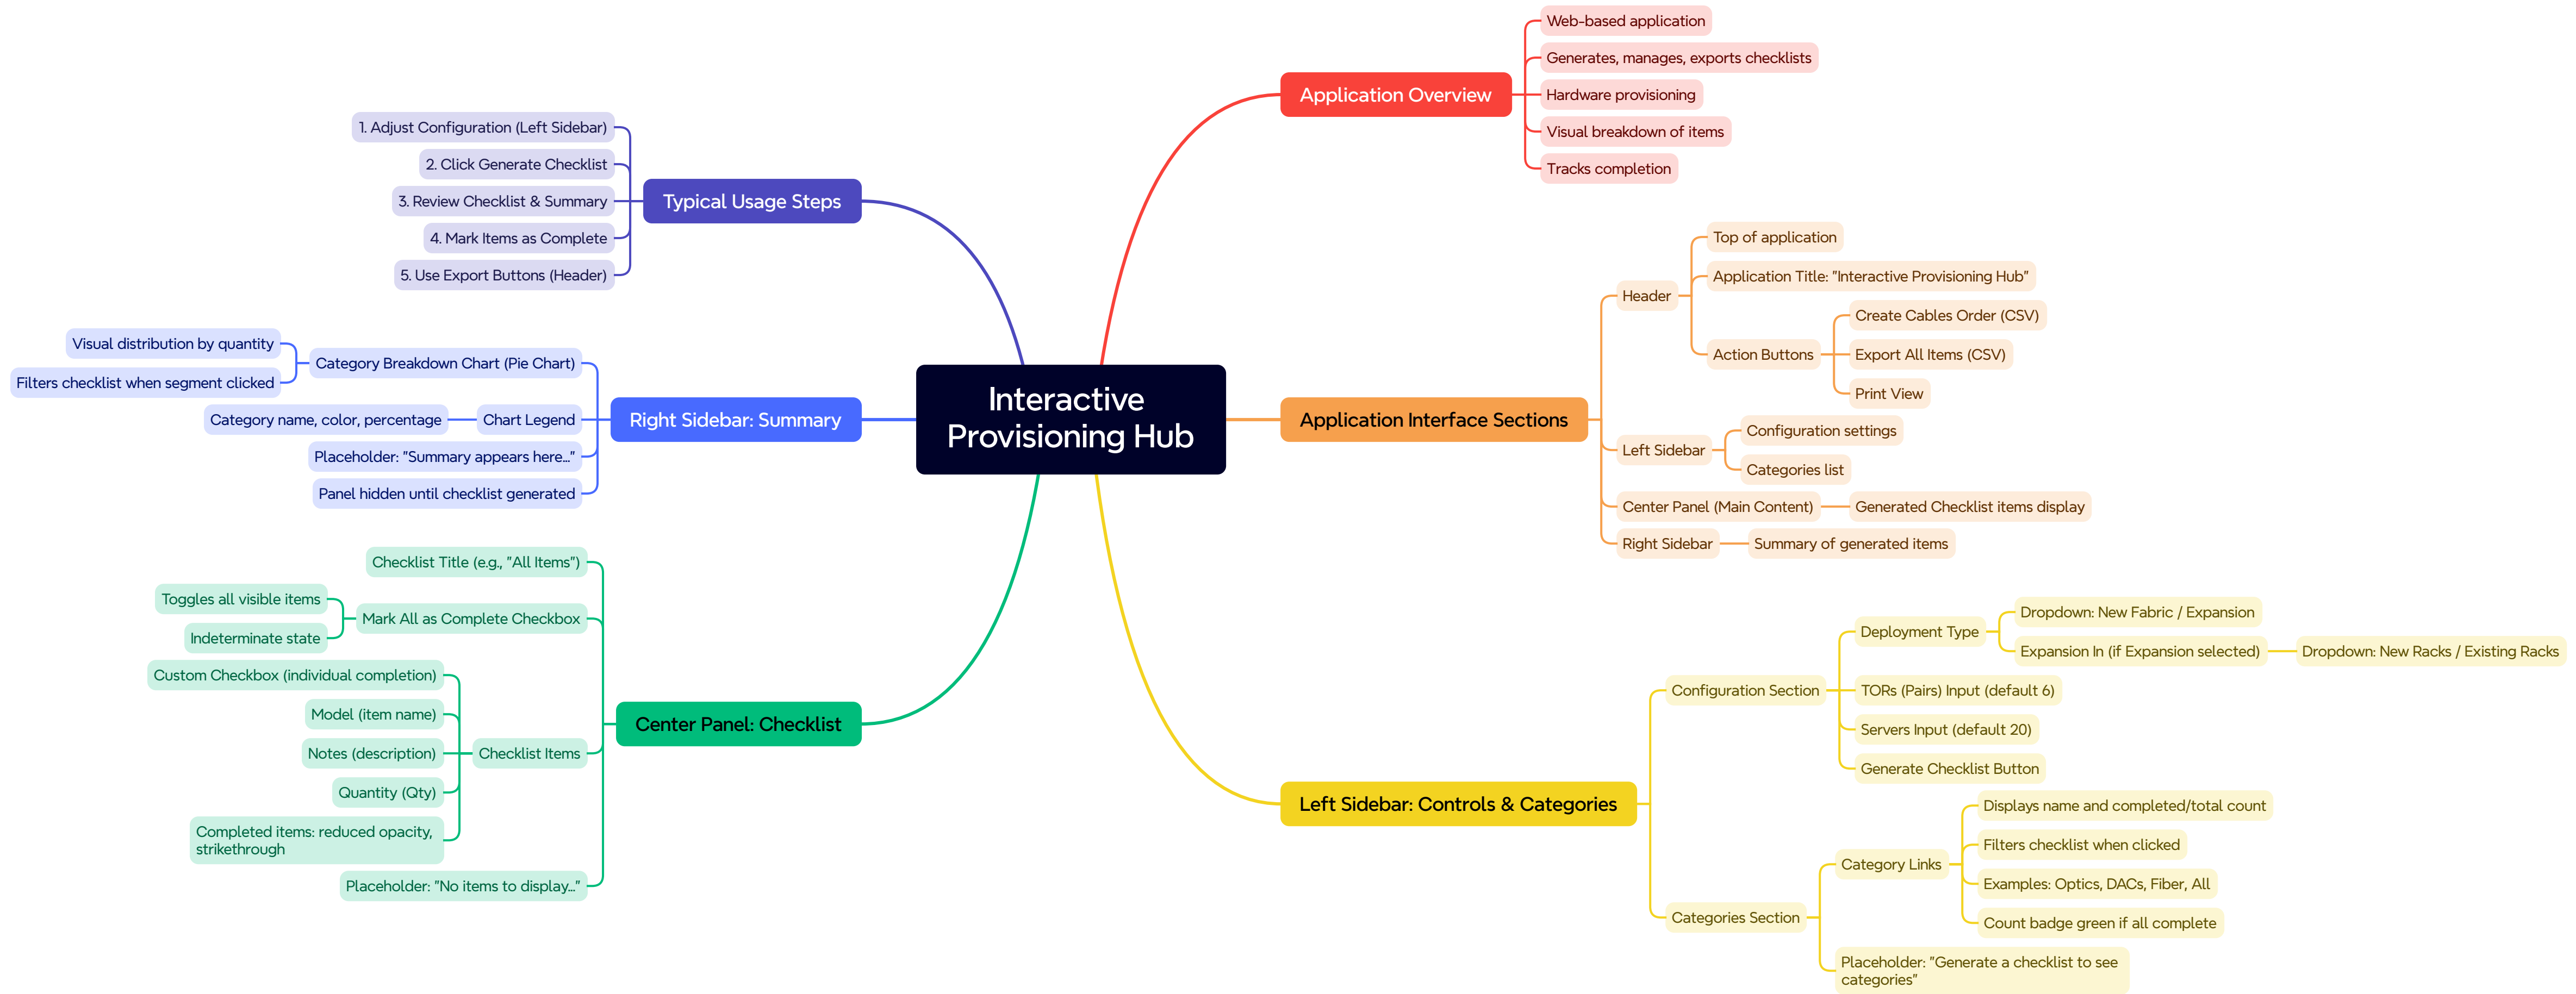 Interactive
Provisioning Hub
Application Overview
Web-based application
Generates, manages, exports checklists
Hardware provisioning
Visual breakdown of items
Tracks completion
Application Interface Sections
Header
Top of application
Application Title: "Interactive Provisioning Hub"
Action Buttons
Create Cables Order (CSV)
Export All Items (CSV)
Print View
Left Sidebar
Configuration settings
Categories list
Center Panel (Main Content)
Generated Checklist items display
Right Sidebar
Summary of generated items
Left Sidebar: Controls & Categories
Configuration Section
Deployment Type
Dropdown: New Fabric / Expansion
Expansion In (if Expansion selected)
Dropdown: New Racks / Existing Racks
TORs (Pairs) Input (default 6)
Servers Input (default 20)
Generate Checklist Button
Categories Section
Category Links
Displays name and completed/total count
Filters checklist when clicked
Examples: Optics, DACs, Fiber, All
Count badge green if all complete
Placeholder: "Generate a checklist to see
categories"
Typical Usage Steps
1. Adjust Configuration (Left Sidebar)
2. Click Generate Checklist
3. Review Checklist & Summary
4. Mark Items as Complete
5. Use Export Buttons (Header)
Right Sidebar: Summary
Category Breakdown Chart (Pie Chart)
Visual distribution by quantity
Filters checklist when segment clicked
Chart Legend
Category name, color, percentage
Placeholder: "Summary appears here..."
Panel hidden until checklist generated
Center Panel: Checklist
Checklist Title (e.g., "All Items")
Mark All as Complete Checkbox
Toggles all visible items
Indeterminate state
Checklist Items
Custom Checkbox (individual completion)
Model (item name)
Notes (description)
Quantity (Qty)
Completed items: reduced opacity,
strikethrough
Placeholder: "No items to display..."